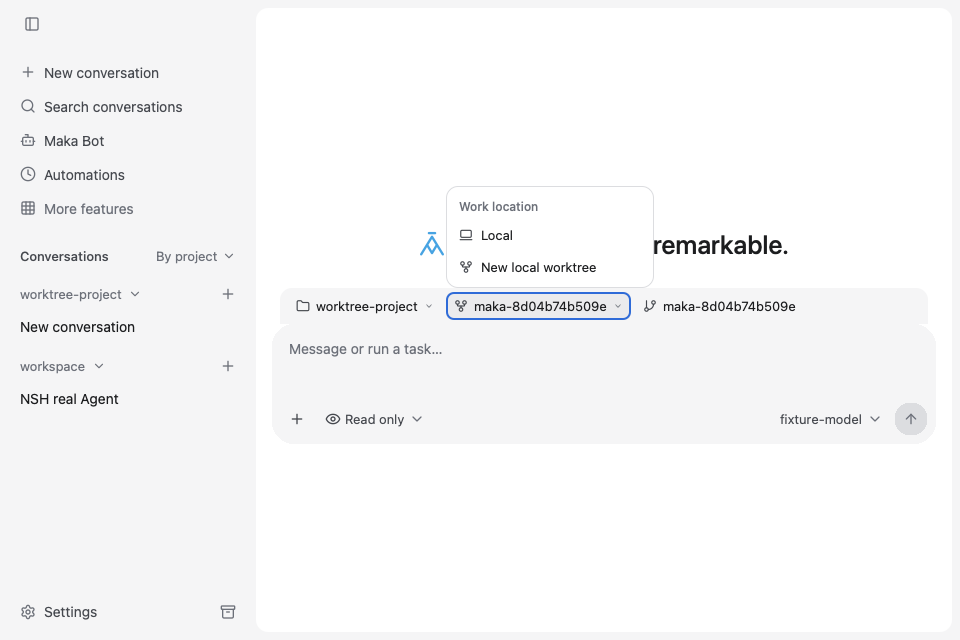 New conversation
Search conversations
Maka Bot
Automations
More features
Conversations By project
worktree-project
New conversation
workspace
NSH real Agent
Settings
Work location
Local
New local worktree
remarkable.
worktree-project maka-8d04b74b509e maka-8d04b74b509e
Message or run a task...
Read only fixture-model